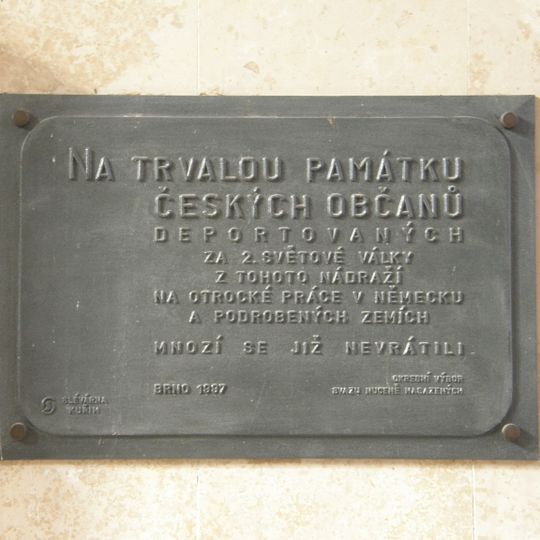 NA TRVALOU PAMÁTKU
ČESKÝCH OBČANŮ
DEPORTOVANÝCH
ZA 2. SVĚTOVÉ VÁLKY
Z TOHOTO NÁDRAŽÍ
NA OTROCKÉ PRÁCE V NĚMECKU
A PODROBENÝCH ZEMÍCH
MNOZÍ SE JIŽ NEVRÁTILI
BRNO 1997
OKRESNÍ VÝBOR
SVAZU NUCENĚ NASAZENÝCH
SLÉVÁRNA
KUŘIM